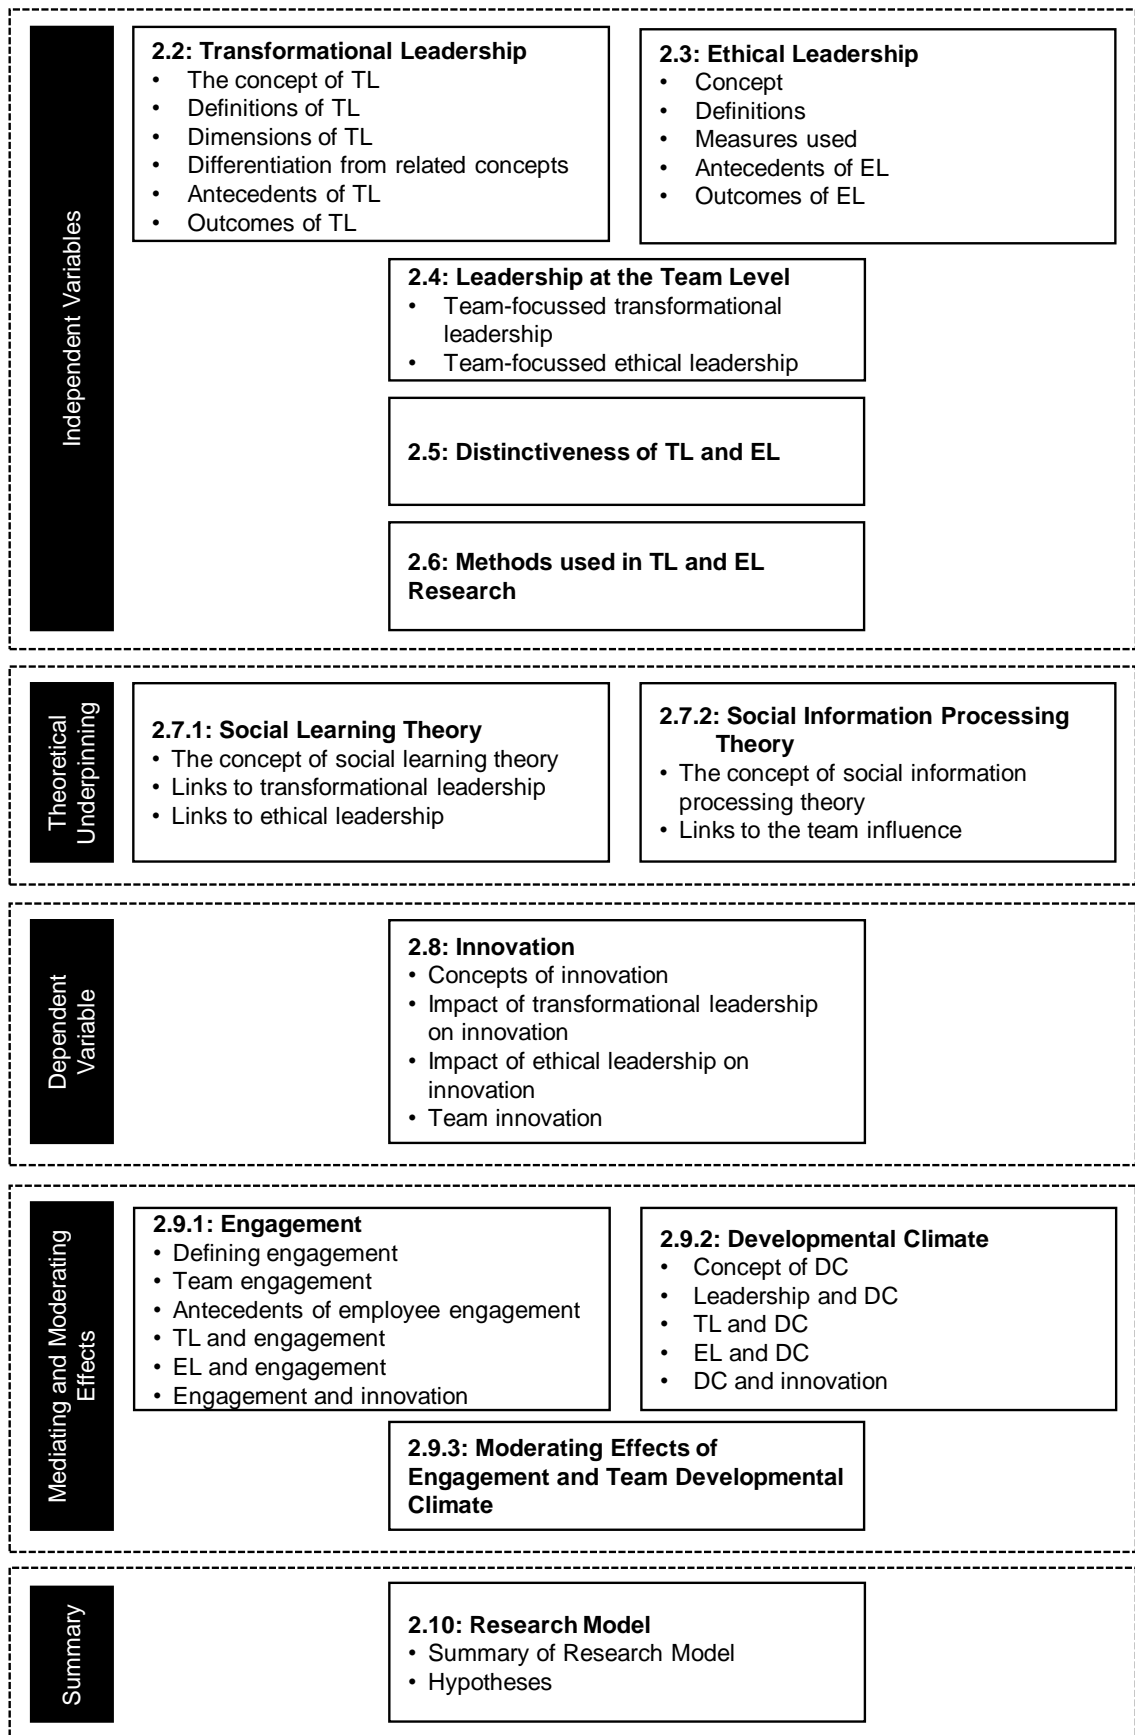 Independent Variables
2.2: Transformational Leadership
• The concept of TL
• Definitions of TL
• Dimensions of TL
• Differentiation from related concepts
• Antecedents of TL
• Outcomes of TL
2.3: Ethical Leadership
• Concept
• Definitions
• Measures used
• Antecedents of EL
• Outcomes of EL
2.4: Leadership at the Team Level
• Team-focussed transformational
leadership
• Team-focussed ethical leadership
2.5: Distinctiveness of TL and EL
2.6: Methods used in TL and EL
Research
Theoretical
Underpinning
2.7.1: Social Learning Theory
• The concept of social learning theory
• Links to transformational leadership
• Links to ethical leadership
2.7.2: Social Information Processing
Theory
• The concept of social information
processing theory
• Links to the team influence
Dependent
Variable
2.8: Innovation
• Concepts of innovation
• Impact of transformational leadership
on innovation
• Impact of ethical leadership on
innovation
• Team innovation
Mediating and Moderating
Effects
2.9.1: Engagement
• Defining engagement
• Team engagement
• Antecedents of employee engagement
• TL and engagement
• EL and engagement
• Engagement and innovation
2.9.2: Developmental Climate
• Concept of DC
• Leadership and DC
• TL and DC
• EL and DC
• DC and innovation
2.9.3: Moderating Effects of
Engagement and Team Developmental
Climate
Summary
2.10: Research Model
• Summary of Research Model
• Hypotheses